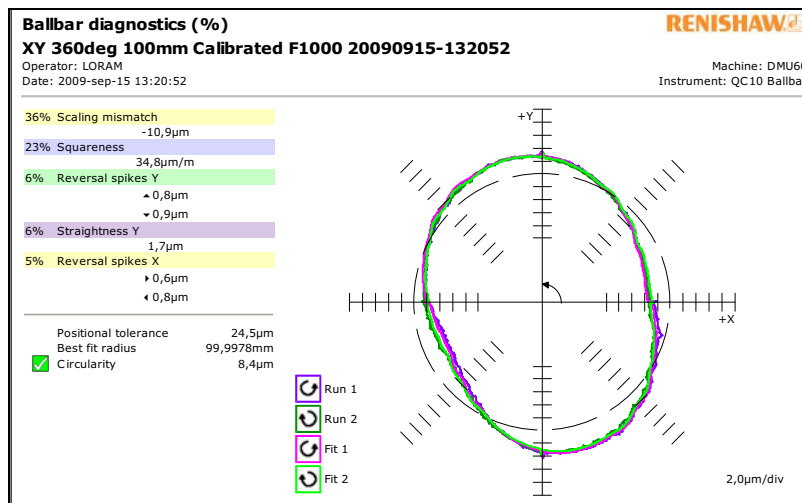 Ballbar diagnostics (%)
RENISHAW
XY 360deg 100mm Calibrated F1000 20090915-132052
Operator: LORAM
Machine: DMU60
Date: 2009-sep-15 13:20:52
Instrument: QC10 Ballba
36% Scaling mismatch
-10,9µm
23% Squareness
34,8µm/m
6% Reversal spikes Y
▲ 0,8µm
▼ 0,9µm
6% Straightness Y
1,7µm
5% Reversal spikes X
▶ 0,6µm
◀ 0,8µm
Positional tolerance 24,5µm
Best fit radius 99,9978mm
Circularity 8,4µm
+Y
+X
Run 1
Run 2
Fit 1
Fit 2
2,0µm/div